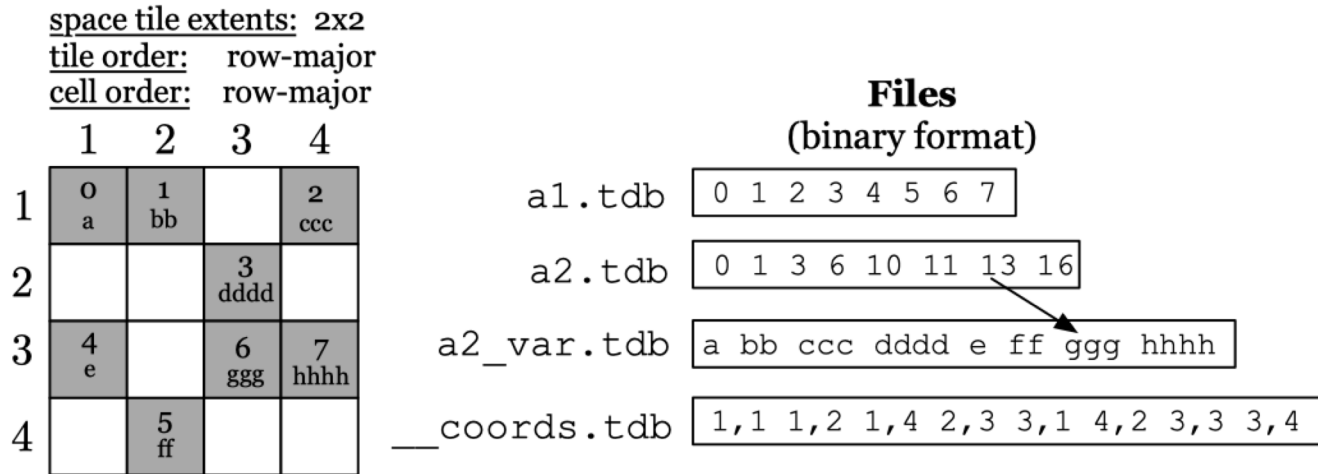 space tile extents: 2x2
tile order: row-major
cell order: row-major
1 2 3 4
1
0
a
1
bb
2
ccc
2
3
dddd
3
4
e
6
ggg
7
hhhh
4
5
ff
Files
(binary format)
a1.tdb 0 1 2 3 4 5 6 7
a2.tdb 0 1 3 6 10 11 13 16
a2_var.tdb a bb ccc dddd e ff ggg hhhh
__coords.tdb 1,1 1,2 1,4 2,3 3,1 4,2 3,3 3,4